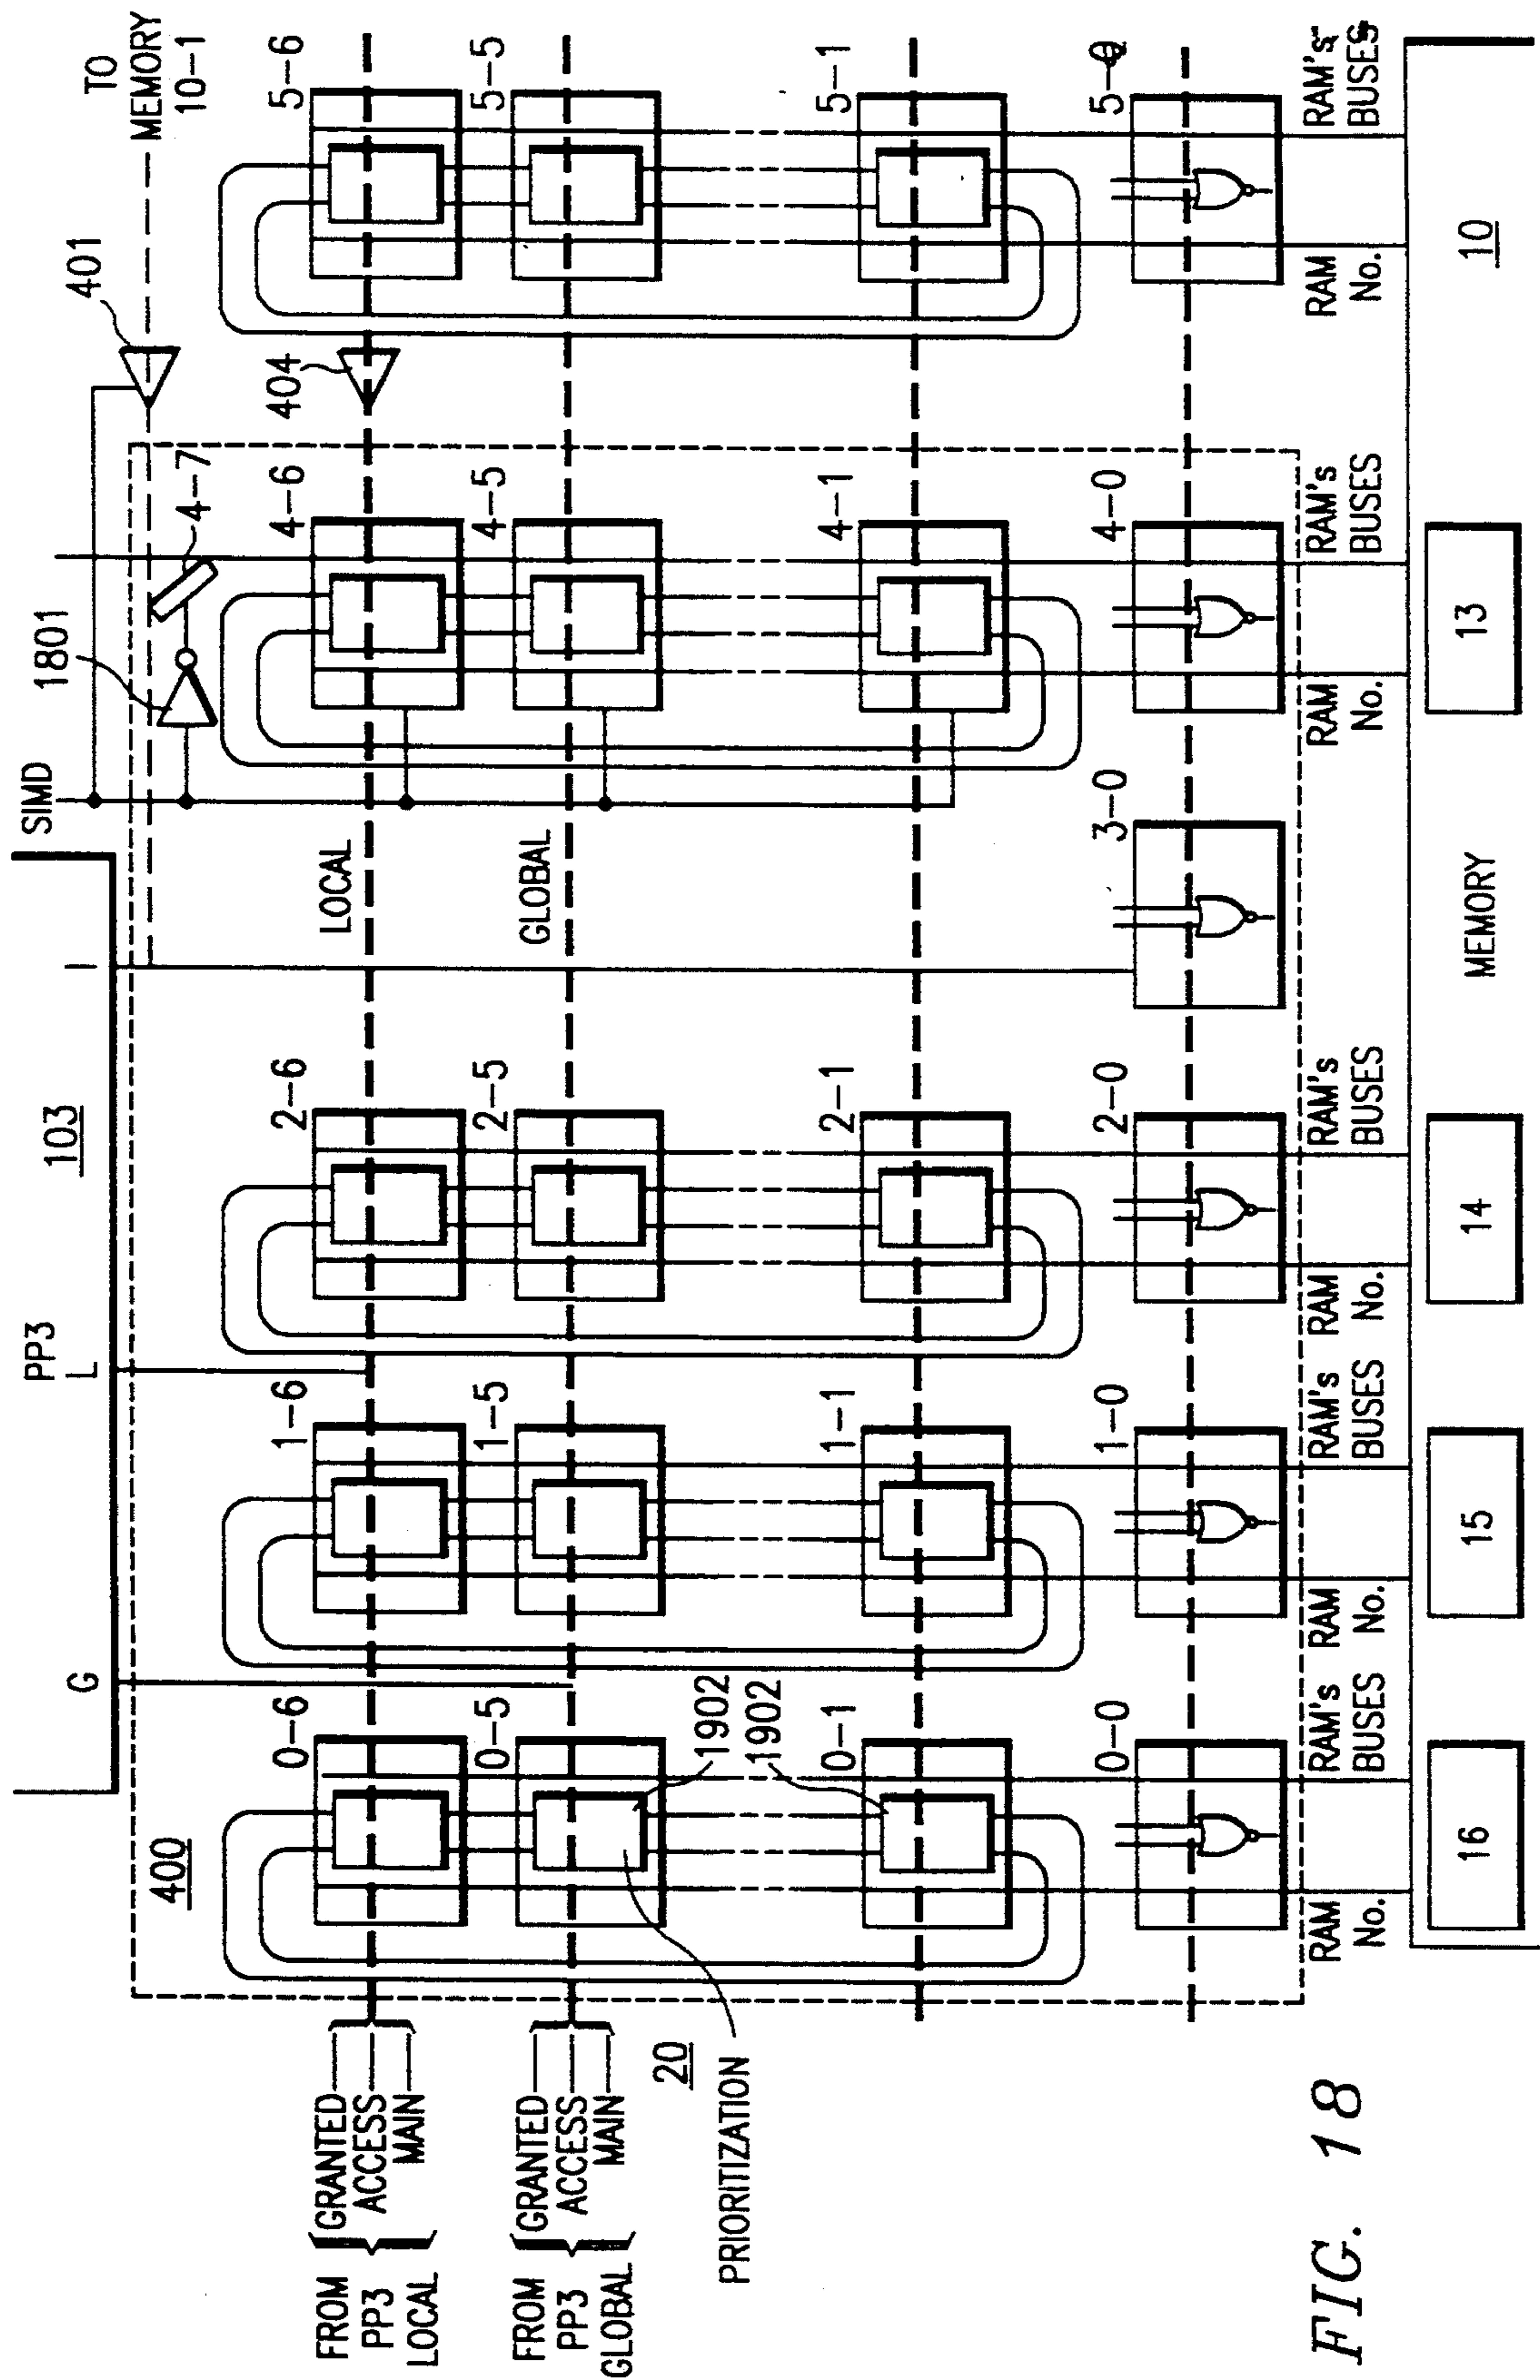 FROM
PP3
LOCAL
GRANTED
ACCESS
MAIN
FROM
PP3
GLOBAL
GRANTED
ACCESS
MAIN
20
PRIORITIZATION
400
G
PP3
L
103
I
SIMD
1801
4-7
401
TO
MEMORY
10-1
404
LOCAL
GLOBAL
0-6
1-6
2-6
4-6
5-6
0-5
1-5
2-5
4-5
5-5
1902
1902
0-1
1-1
2-1
4-1
5-1
0-0
1-0
2-0
3-0
4-0
RAM
No.
RAM's
BUSES
RAM
No.
RAM's
BUSES
RAM
No.
RAM's
BUSES
RAM
No.
RAM's
BUSES
RAM
No.
RAM's
BUSES
16
15
14
MEMORY
13
10
FIG. 18